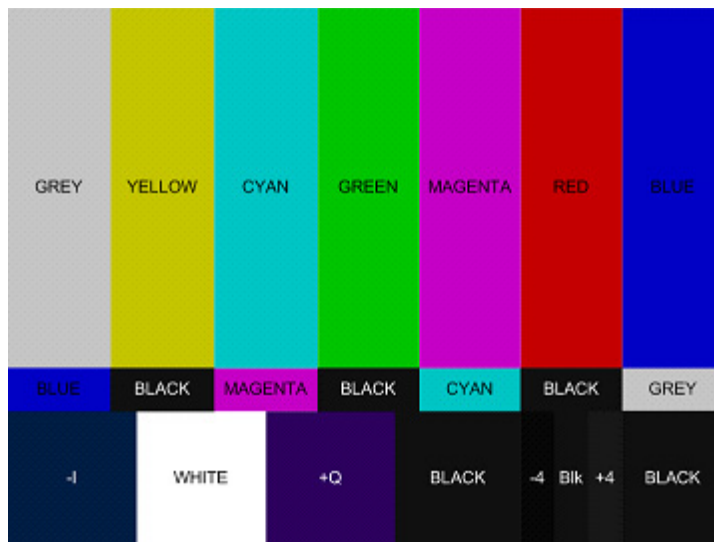 GREY YELLOW CYAN GREEN MAGENTA RED BLUE
BLUE BLACK MAGENTA BLACK CYAN BLACK GREY
-I WHITE +Q BLACK -4 Blk +4 BLACK